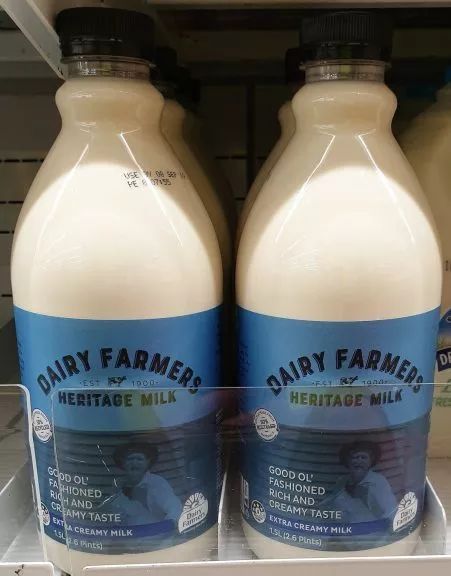 USE BY 08 SEP
DAIRY FARMERS
EST 1900
HERITAGE MILK
GOOD OL'
FASHIONED
RICH AND
CREAMY TASTE
EXTRA CREAMY MILK
1.5L (2.6 Pints)
Dairy
Farmers
DAIRY FARMERS
EST 1900
HERITAGE MILK
GOOD OL'
FASHIONED
RICH AND
CREAMY TASTE
EXTRA CREAMY MILK
1.5L (2.6 Pints)
Dairy
Farmers